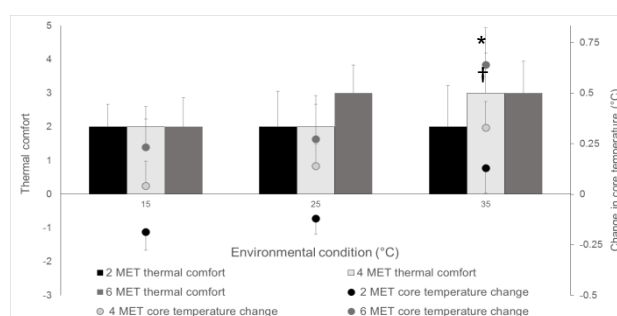 5
4
3
2
1
0
-1
-2
-3
Thermal comfort
0.75
0.5
0.25
0
-0.25
-0.5
Change in core temperature (°C)
*
†
15 25 35
Environmental condition (°C)
2 MET thermal comfort 4 MET thermal comfort
6 MET thermal comfort 2 MET core temperature change
4 MET core temperature change 6 MET core temperature change